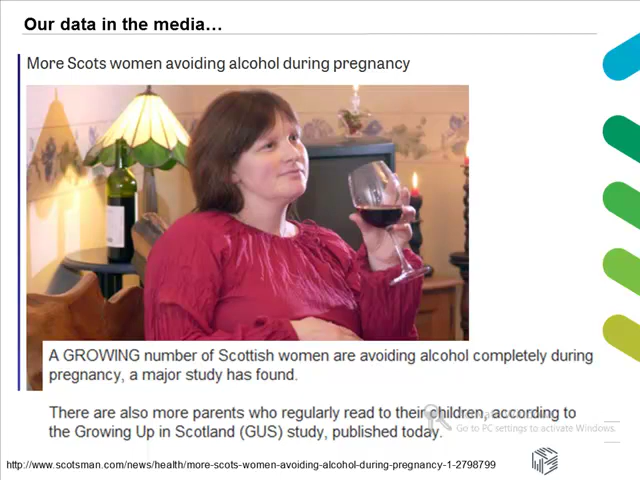 Our data in the media…
More Scots women avoiding alcohol during pregnancy
A GROWING number of Scottish women are avoiding alcohol completely during
pregnancy, a major study has found.
There are also more parents who regularly read to their children, according to
the Growing Up in Scotland (GUS) study, published today.
Go to PC settings to activate Windows.
http://www.scotsman.com/news/health/more-scots-women-avoiding-alcohol-during-pregnancy-1-2798799